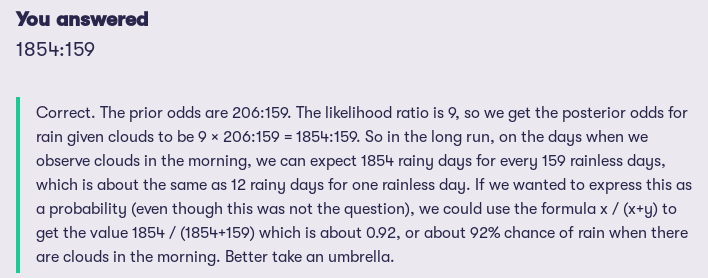 You answered
1854:159
Correct. The prior odds are 206:159. The likelihood ratio is 9, so we get the posterior odds for
rain given clouds to be 9 × 206:159 = 1854:159. So in the long run, on the days when we
observe clouds in the morning, we can expect 1854 rainy days for every 159 rainless days,
which is about the same as 12 rainy days for one rainless day. If we wanted to express this as
a probability (even though this was not the question), we could use the formula x / (x+y) to
get the value 1854 / (1854+159) which is about 0.92, or about 92% chance of rain when there
are clouds in the morning. Better take an umbrella.